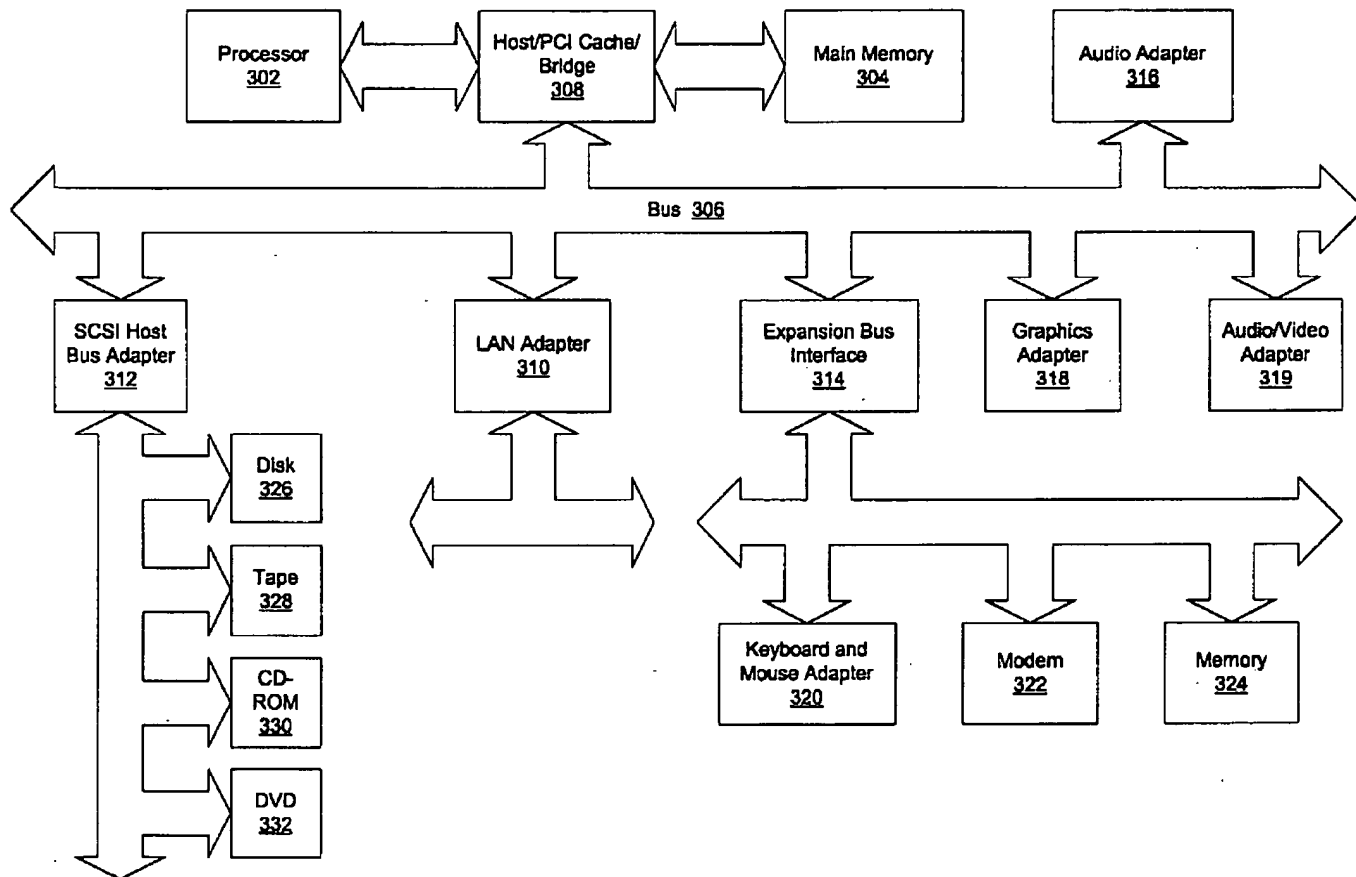 Processor
302
Host/PCI Cache/
Bridge
308
Main Memory
304
Audio Adapter
316
Bus 306
SCSI Host
Bus Adapter
312
LAN Adapter
310
Expansion Bus
Interface
314
Graphics
Adapter
318
Audio/Video
Adapter
319
Disk
326
Tape
328
CD-
ROM
330
DVD
332
Keyboard and
Mouse Adapter
320
Modem
322
Memory
324